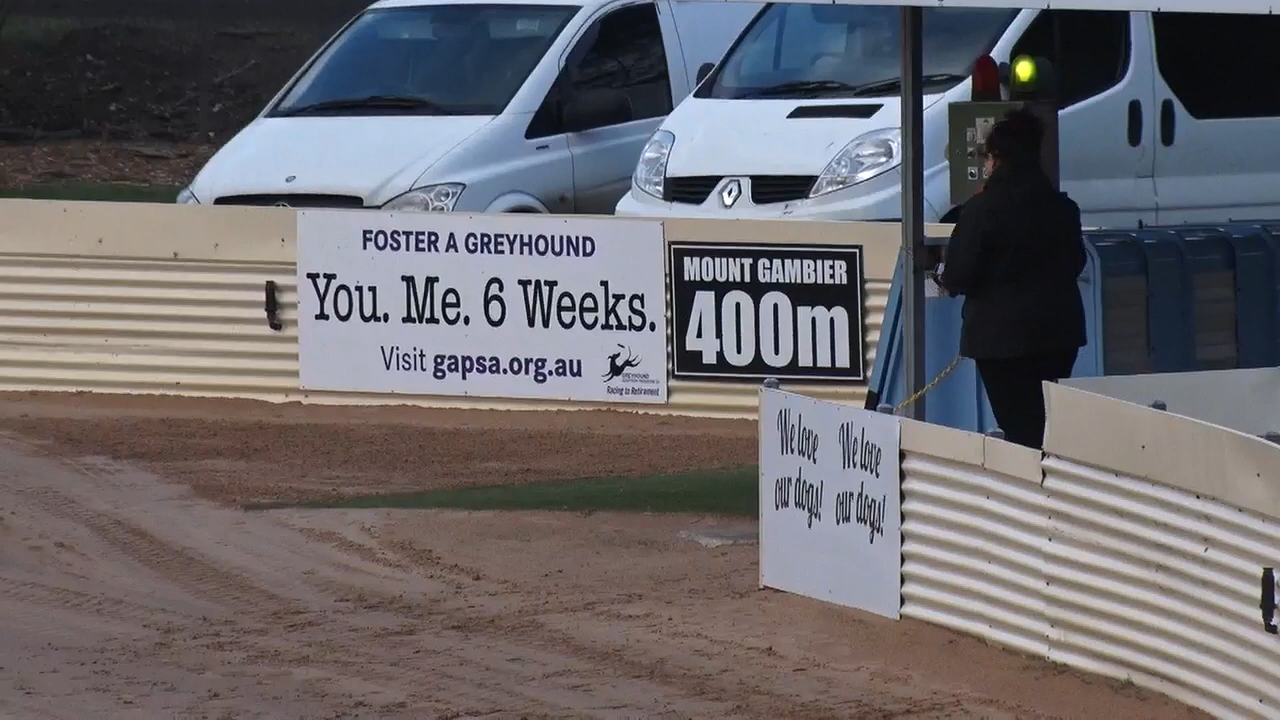 FOSTER A GREYHOUND
You. Me. 6 Weeks.
Visit gapsa.org.au
GREYHOUND
Racing to Retirement
MOUNT GAMBIER
400m
We love
our dogs!
We love
our dogs!